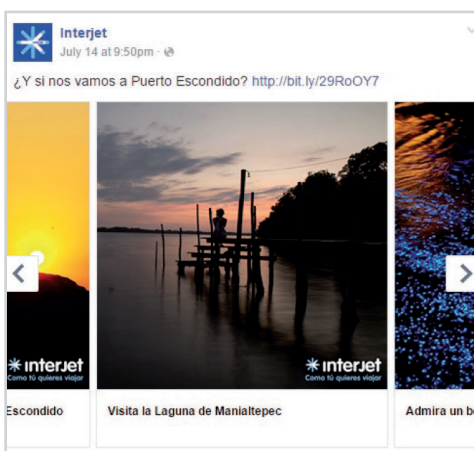 Interjet
July 14 at 9:50pm
¿Y si nos vamos a Puerto Escondido? http://bit.ly/29RoOY7
interjet
Como tú quieres viajar
interjet
Como tú quieres viajar
Escondido
Visita la Laguna de Manialtepec
Admira un b